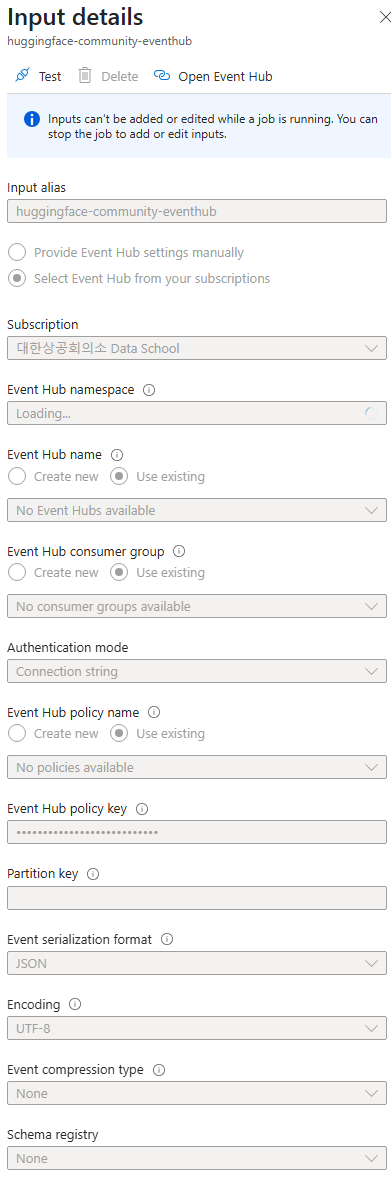 Input details
huggingface-community-eventhub
Test Delete Open Event Hub
Inputs can't be added or edited while a job is running. You can
stop the job to add or edit inputs.
Input alias
huggingface-community-eventhub
Provide Event Hub settings manually
Select Event Hub from your subscriptions
Subscription
대한상공회의소 Data School
Event Hub namespace
Loading...
Event Hub name
Create new Use existing
No Event Hubs available
Event Hub consumer group
Create new Use existing
No consumer groups available
Authentication mode
Connection string
Event Hub policy name
Create new Use existing
No policies available
Event Hub policy key
••••••••••••••••••••••••••••
Partition key
Event serialization format
JSON
Encoding
UTF-8
Event compression type
None
Schema registry
None